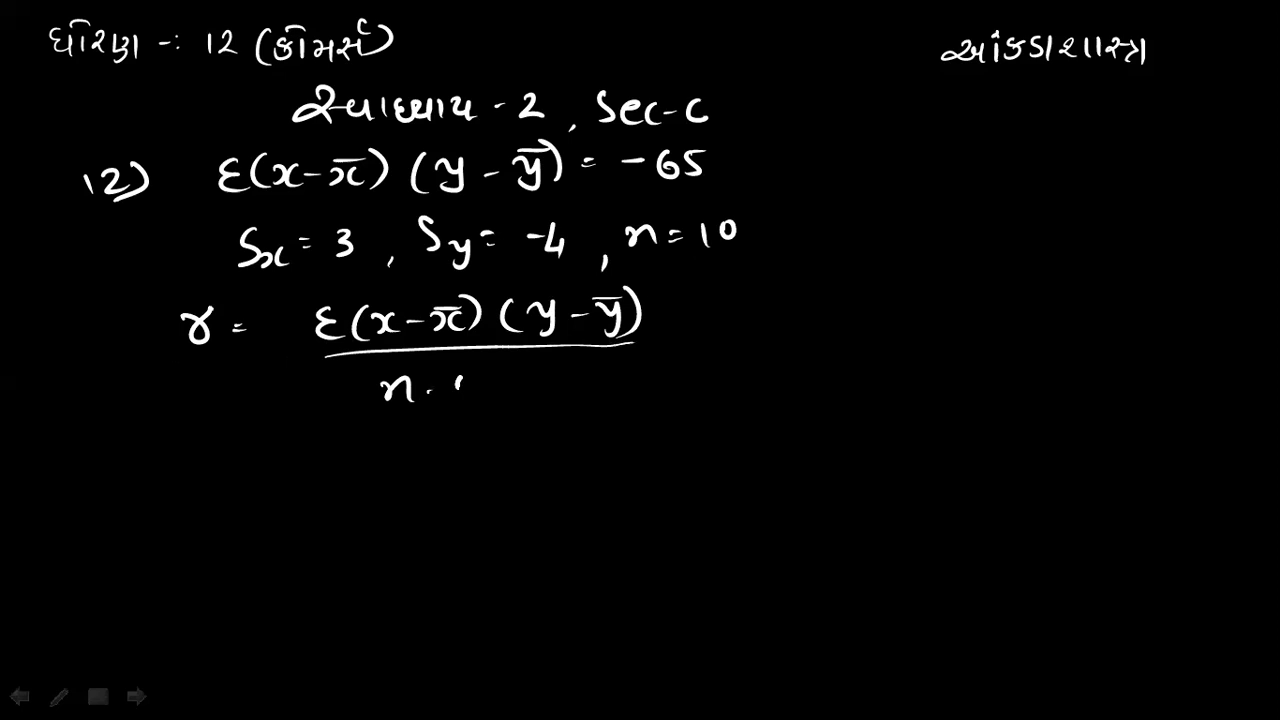 ધોરણ -: 12 (કોમર્સ) આંકડાશાસ્ત્ર
સ્વાધ્યાય - 2 , Sec-C
12) Σ(x-x̄) (y-ȳ) = -65
Sx = 3 , Sy = -4 , n = 10
r = Σ(x-x̄) (y-ȳ)
n ·